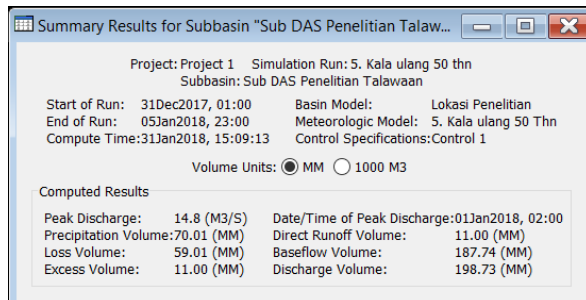 Summary Results for Subbasin "Sub DAS Penelitian Talaw...
Project: Project 1 Simulation Run: 5. Kala ulang 50 thn
Subbasin: Sub DAS Penelitian Talawaan
Start of Run: 31Dec2017, 01:00 Basin Model: Lokasi Penelitian
End of Run: 05Jan2018, 23:00 Meteorologic Model: 5. Kala ulang 50 Thn
Compute Time:31Jan2018, 15:09:13 Control Specifications:Control 1
Volume Units: MM 1000 M3
Computed Results
Peak Discharge: 14.8 (M3/S) Date/Time of Peak Discharge:01Jan2018, 02:00
Precipitation Volume:70.01 (MM) Direct Runoff Volume: 11.00 (MM)
Loss Volume: 59.01 (MM) Baseflow Volume: 187.74 (MM)
Excess Volume: 11.00 (MM) Discharge Volume: 198.73 (MM)